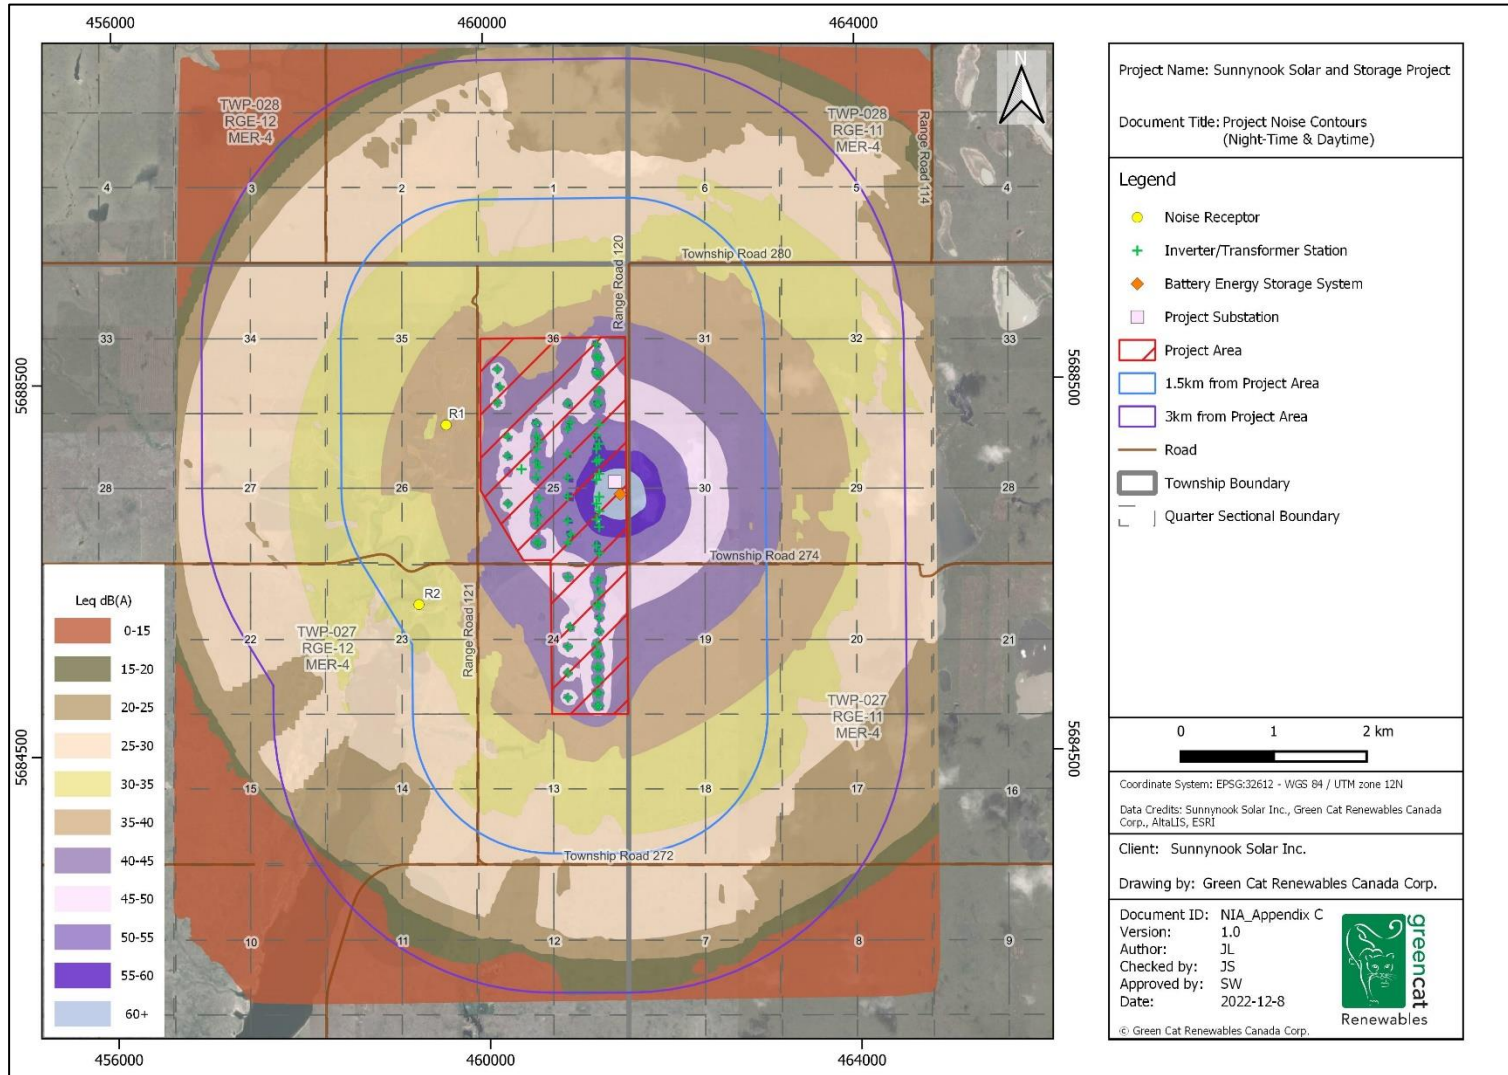 456000
460000
464000
5688500
5684500
5688500
5684500
456000
460000
464000
N
TWP-028
RGE-12
MER-4
TWP-028
RGE-11
MER-4
Range Road 114
4
3
2
1
6
5
4
Range Road 120
Township Road 280
Range Road 120
33
34
35
36
31
32
33
R1
28
27
26
25
30
29
28
Township Road 274
R2
Range Road 121
TWP-027
RGE-12
MER-4
22
23
24
19
20
21
TWP-027
RGE-11
MER-4
15
14
13
18
17
16
Township Road 272
10
11
12
7
8
9
Leq dB(A)
0-15
15-20
20-25
25-30
30-35
35-40
40-45
45-50
50-55
55-60
60+
Project Name: Sunnynook Solar and Storage Project
Document Title: Project Noise Contours
(Night-Time & Daytime)
Legend
Noise Receptor
Inverter/Transformer Station
Battery Energy Storage System
Project Substation
Project Area
1.5km from Project Area
3km from Project Area
Road
Township Boundary
Quarter Sectional Boundary
0 1 2 km
Coordinate System: EPSG:32612 - WGS 84 / UTM zone 12N
Data Credits: Sunnynook Solar Inc., Green Cat Renewables Canada
Corp., AltaLIS, ESRI
Client: Sunnynook Solar Inc.
Drawing by: Green Cat Renewables Canada Corp.
Document ID: NIA_Appendix C
Version: 1.0
Author: JL
Checked by: JS
Approved by: SW
Date: 2022-12-8
© Green Cat Renewables Canada Corp.
greencat
Renewables